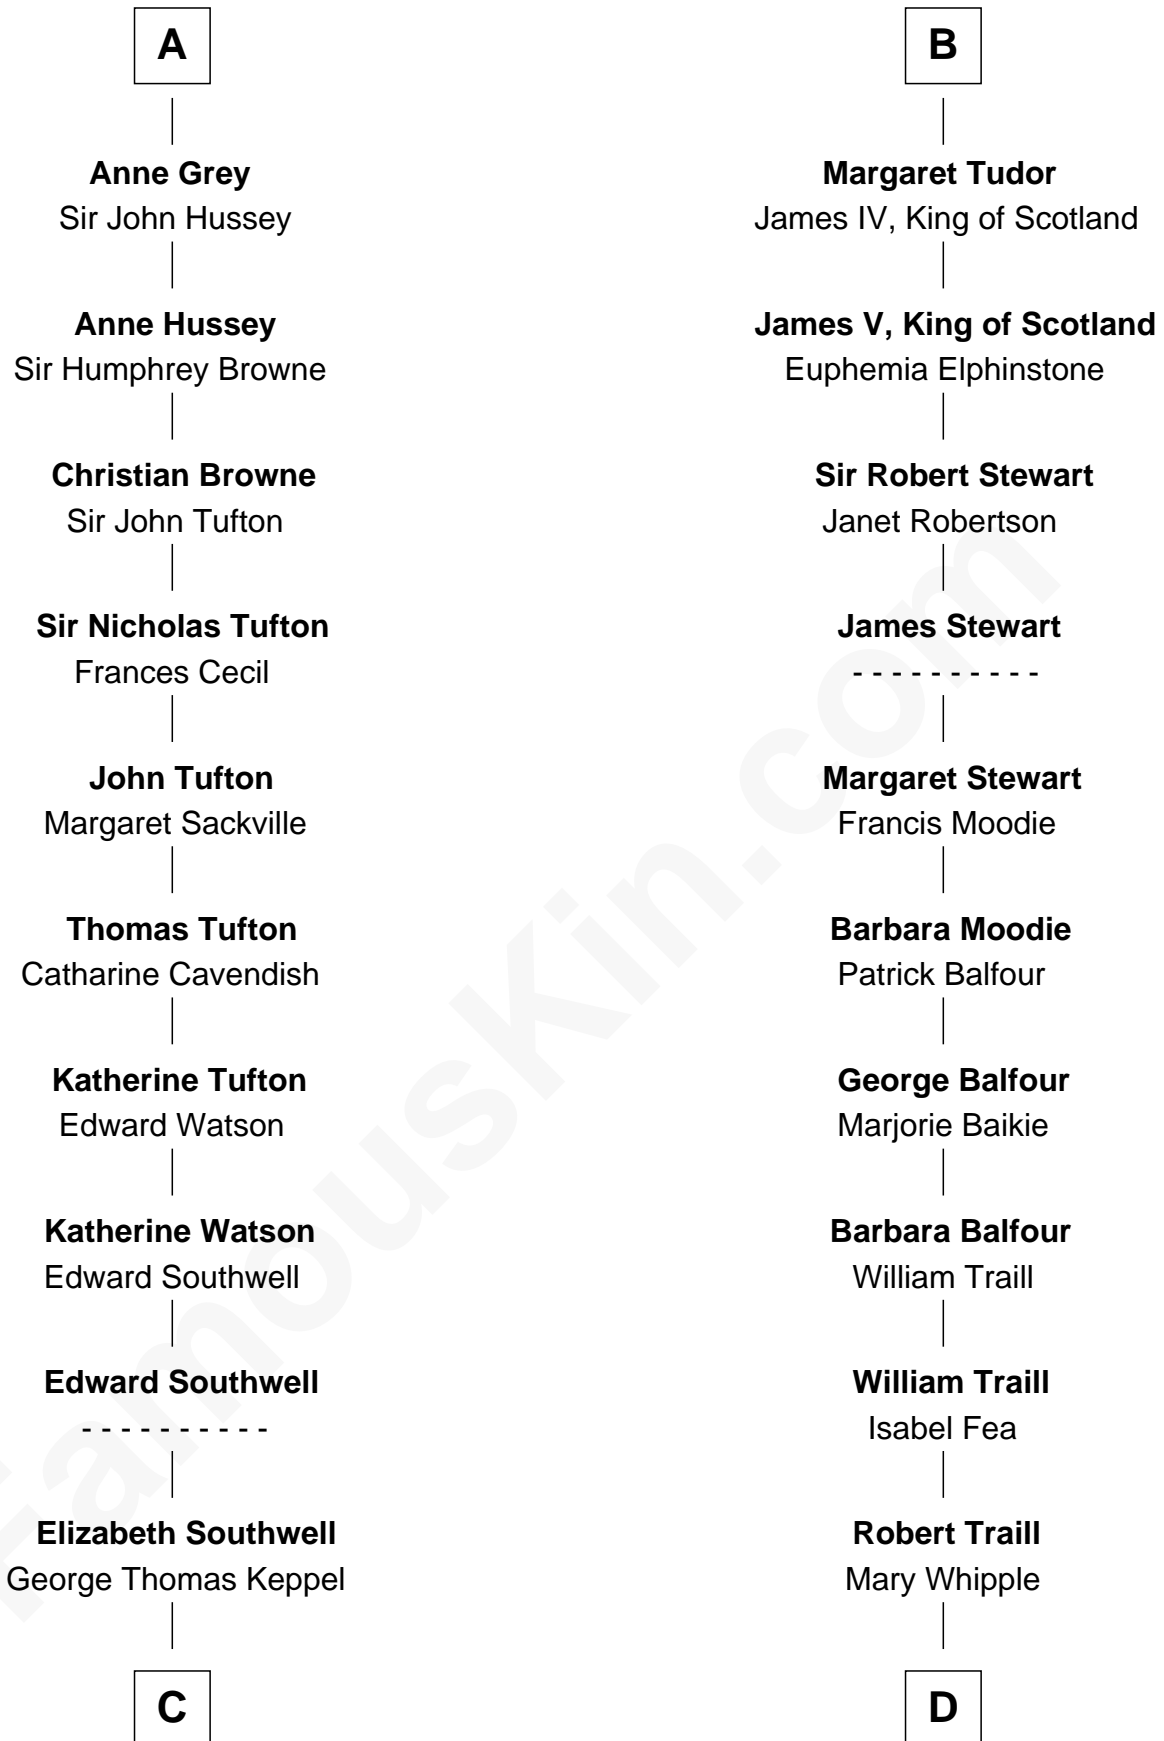 A
Anne Grey
Sir John Hussey
Anne Hussey
Sir Humphrey Browne
Christian Browne
Sir John Tufton
Sir Nicholas Tufton
Frances Cecil
John Tufton
Margaret Sackville
Thomas Tufton
Catharine Cavendish
Katherine Tufton
Edward Watson
Katherine Watson
Edward Southwell
Edward Southwell
- - - - - - - - - -
Elizabeth Southwell
George Thomas Keppel
C
B
Margaret Tudor
James IV, King of Scotland
James V, King of Scotland
Euphemia Elphinstone
Sir Robert Stewart
Janet Robertson
James Stewart
- - - - - - - - - -
Margaret Stewart
Francis Moodie
Barbara Moodie
Patrick Balfour
George Balfour
Marjorie Baikie
Barbara Balfour
William Traill
William Traill
Isabel Fea
Robert Traill
Mary Whipple
D
FamousKin.com